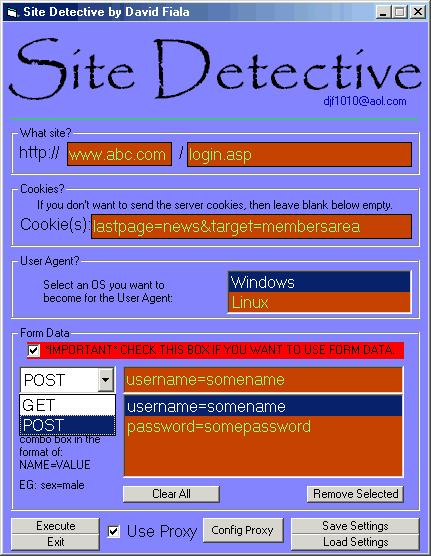 Site Detective by David Fiala
Site Detective
djf1010@aol.com
What site?
http:// www.abc.com / login.asp
Cookies?
If you don't want to send the server cookies, then leave blank below empty.
Cookie(s): lastpage=news&target=membersarea
User Agent?
Select an OS you want to
become for the User Agent:
Windows
Linux
Form Data
*IMPORTANT* CHECK THIS BOX IF YOU WANT TO USE FORM DATA.
POST username=somename
GET username=somename
POST password=somepassword
combo box in the
format of:
NAME=VALUE
EG: sex=male
Clear All Remove Selected
Execute Use Proxy Config Proxy Save Settings
Exit Load Settings